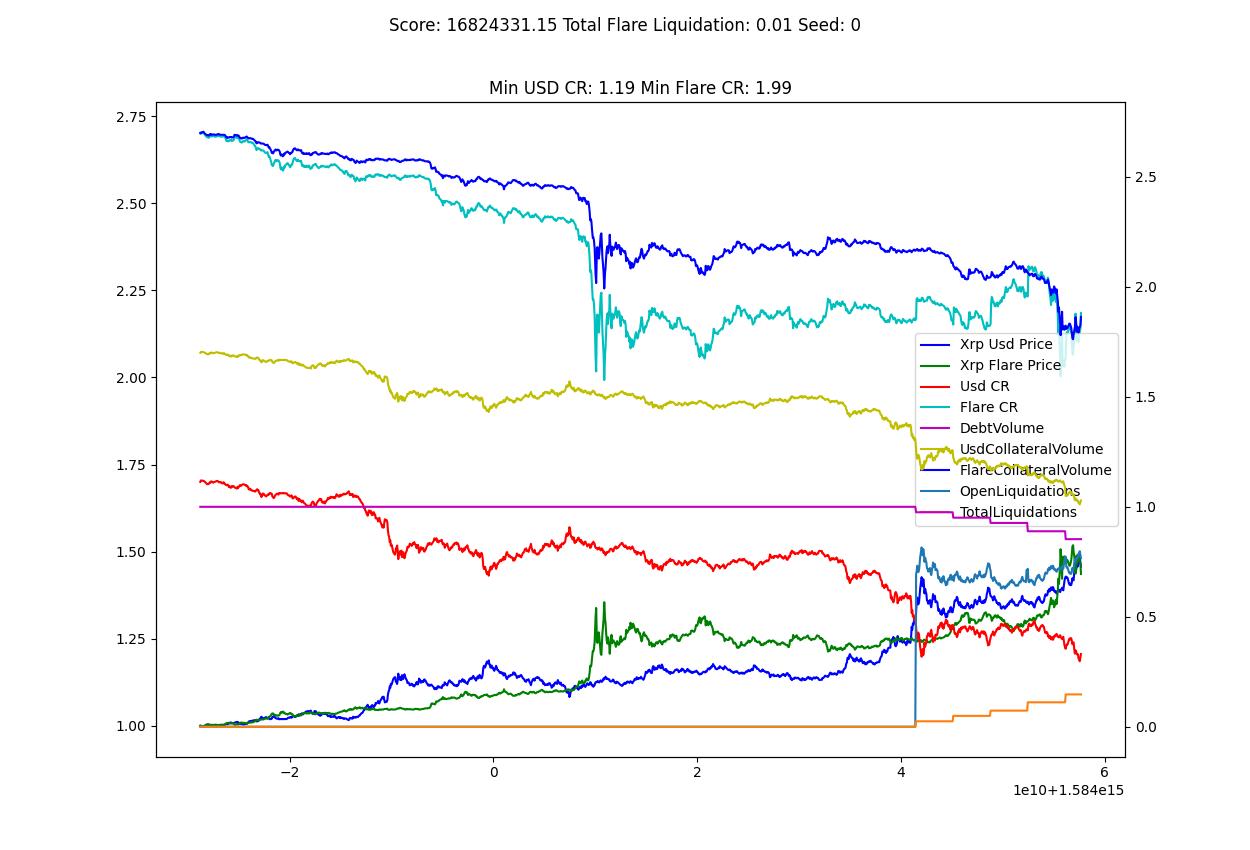 Score: 16824331.15 Total Flare Liquidation: 0.01 Seed: 0
Min USD CR: 1.19 Min Flare CR: 1.99
2.75
2.50
2.25
2.00
1.75
1.50
1.25
1.00
2.5
2.0
1.5
1.0
0.5
0.0
Xrp Usd Price
Xrp Flare Price
Usd CR
Flare CR
DebtVolume
UsdCollateralVolume
FlareCollateralVolume
OpenLiquidations
TotalLiquidations
−2 0 2 4 6
1e10+1.584e15